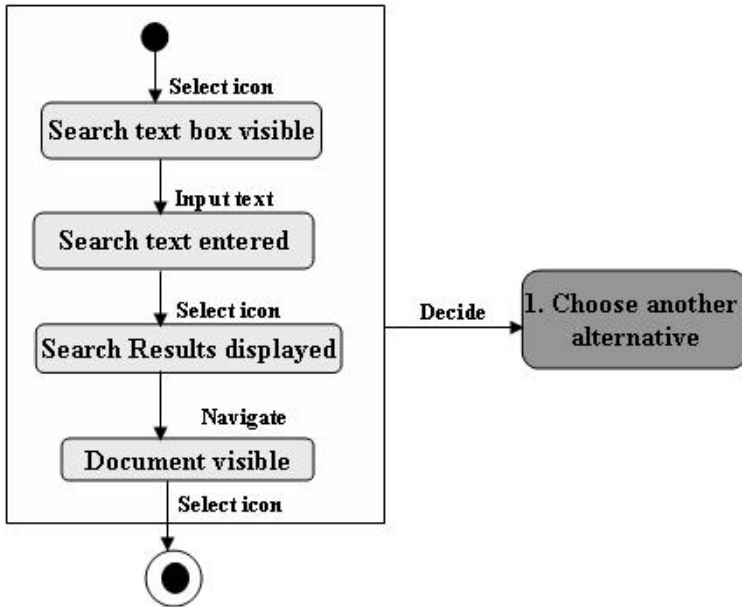 Select icon
Search text box visible
Input text
Search text entered
Select icon
Search Results displayed
Navigate
Document visible
Select icon
Decide
1. Choose another
alternative